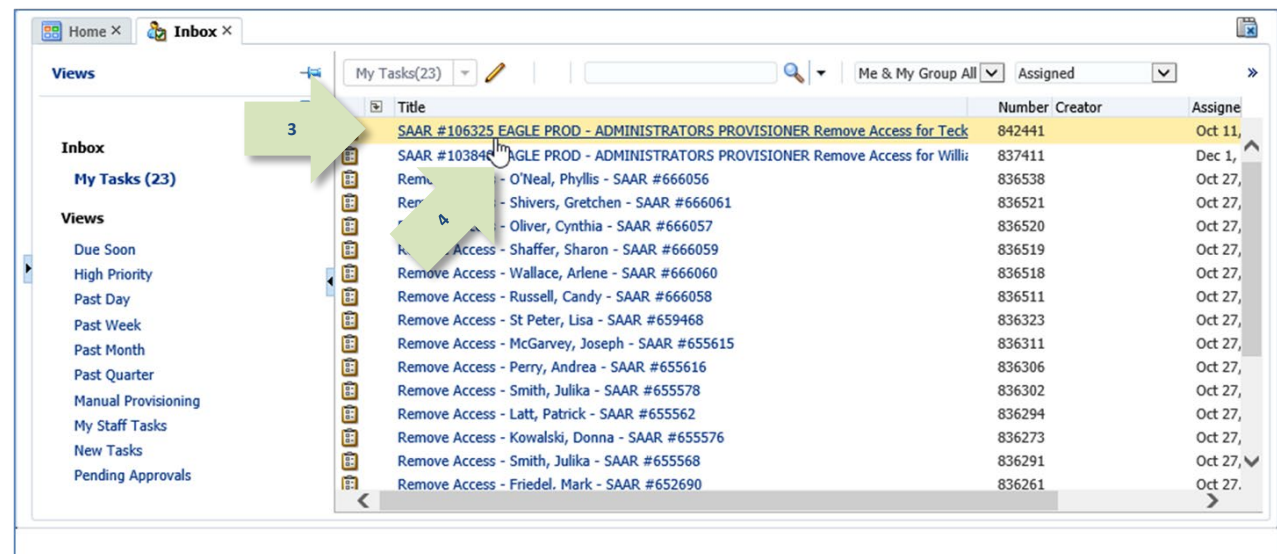 Home × Inbox ×
Views
My Tasks(23) Me & My Group All Assigned »
Title Number Creator Assigne
3
SAAR #106325 EAGLE PROD - ADMINISTRATORS PROVISIONER Remove Access for Teck 842441 Oct 11,
Inbox
SAAR #10384 AGLE PROD - ADMINISTRATORS PROVISIONER Remove Access for Willia 837411 Dec 1,
My Tasks (23)
Rem - O'Neal, Phyllis - SAAR #666056 836538 Oct 27,
Re - Shivers, Gretchen - SAAR #666061 836521 Oct 27,
Views
4
- Oliver, Cynthia - SAAR #666057 836520 Oct 27,
Due Soon
Access - Shaffer, Sharon - SAAR #666059 836519 Oct 27,
High Priority
Remove Access - Wallace, Arlene - SAAR #666060 836518 Oct 27,
Past Day
Remove Access - Russell, Candy - SAAR #666058 836511 Oct 27,
Past Week
Remove Access - St Peter, Lisa - SAAR #659468 836323 Oct 27,
Past Month
Remove Access - McGarvey, Joseph - SAAR #655615 836311 Oct 27,
Past Quarter
Remove Access - Perry, Andrea - SAAR #655616 836306 Oct 27,
Manual Provisioning
Remove Access - Smith, Julika - SAAR #655578 836302 Oct 27,
My Staff Tasks
Remove Access - Latt, Patrick - SAAR #655562 836294 Oct 27,
New Tasks
Remove Access - Kowalski, Donna - SAAR #655576 836273 Oct 27,
Pending Approvals
Remove Access - Smith, Julika - SAAR #655568 836291 Oct 27,
Remove Access - Friedel, Mark - SAAR #652690 836261 Oct 27,